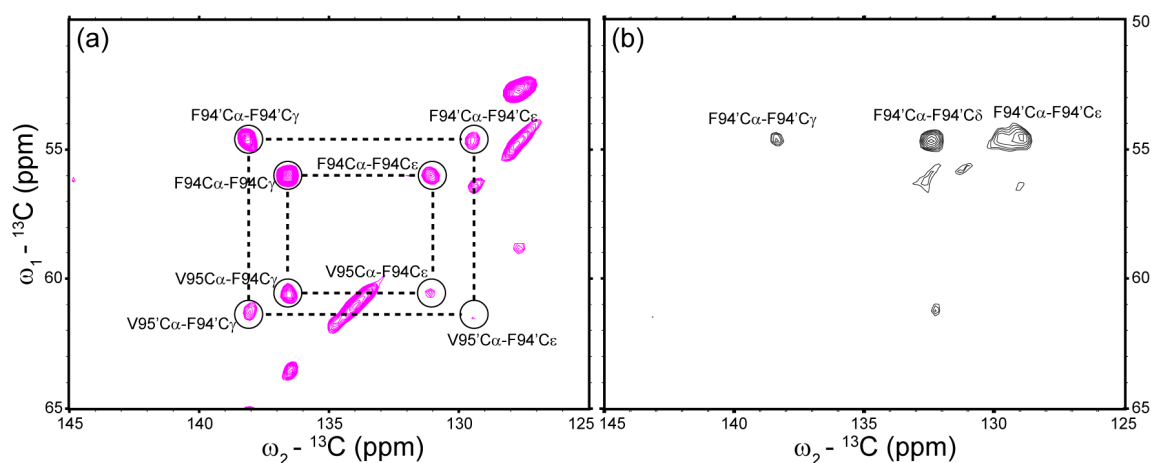 (a)
F94'Cα-F94'Cγ
F94'Cα-F94'Cε
F94Cα-F94Cε
F94Cα-F94Cγ
V95Cα-F94Cγ
V95Cα-F94Cε
V95'Cα-F94'Cγ
V95'Cα-F94'Cε
55
60
65
ω₁ - ¹³C (ppm)
145 140 135 130 125
ω₂ - ¹³C (ppm)
(b)
F94'Cα-F94'Cγ
F94'Cα-F94'Cδ
F94'Cα-F94'Cε
50
55
60
65
145 140 135 130 125
ω₂ - ¹³C (ppm)